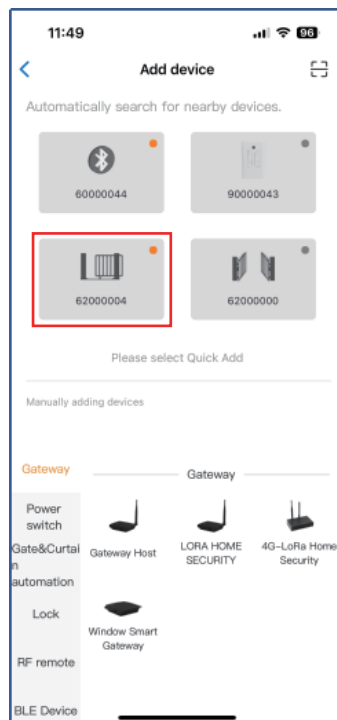 11:49
96
Add device
Automatically search for nearby devices.
60000044
90000043
62000004
62000000
Please select Quick Add
Manually adding devices
Gateway
Gateway
Power
switch
Gate&Curtai
n
automation
Lock
RF remote
BLE Device
Gateway Host
LORA HOME
SECURITY
4G-LoRa Home
Security
Window Smart
Gateway